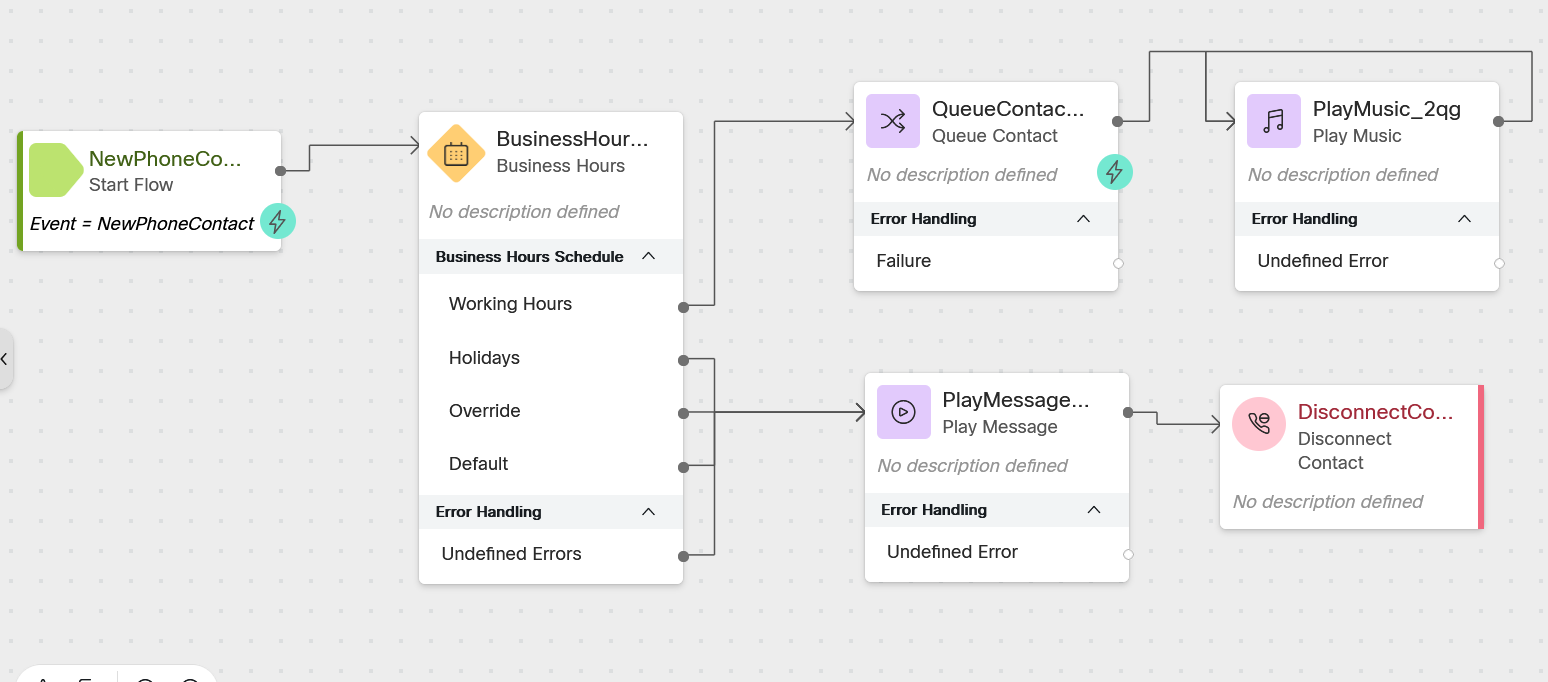 NewPhoneCo...
Start Flow
Event = NewPhoneContact
BusinessHour...
Business Hours
No description defined
Business Hours Schedule
Working Hours
Holidays
Override
Default
Error Handling
Undefined Errors
QueueContac...
Queue Contact
No description defined
Error Handling
Failure
PlayMusic_2qg
Play Music
No description defined
Error Handling
Undefined Error
PlayMessage...
Play Message
No description defined
Error Handling
Undefined Error
DisconnectCo...
Disconnect
Contact
No description defined